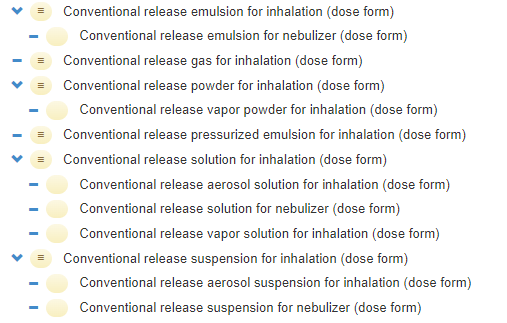 Conventional release emulsion for inhalation (dose form)
Conventional release emulsion for nebulizer (dose form)
Conventional release gas for inhalation (dose form)
Conventional release powder for inhalation (dose form)
Conventional release vapor powder for inhalation (dose form)
Conventional release pressurized emulsion for inhalation (dose form)
Conventional release solution for inhalation (dose form)
Conventional release aerosol solution for inhalation (dose form)
Conventional release solution for nebulizer (dose form)
Conventional release vapor solution for inhalation (dose form)
Conventional release suspension for inhalation (dose form)
Conventional release aerosol suspension for inhalation (dose form)
Conventional release suspension for nebulizer (dose form)